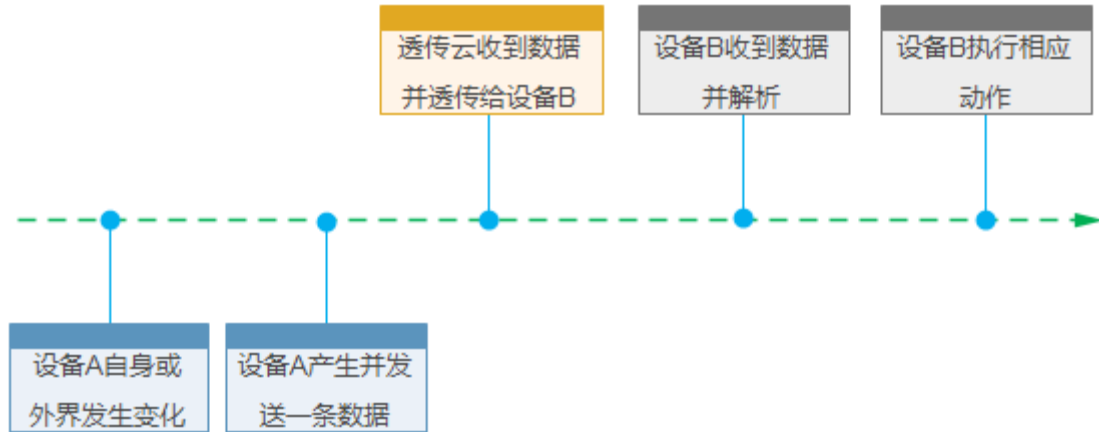 透传云收到数据
并透传给设备B
设备B收到数据
并解析
设备B执行相应
动作
设备A自身或
外界发生变化
设备A产生并发
送一条数据